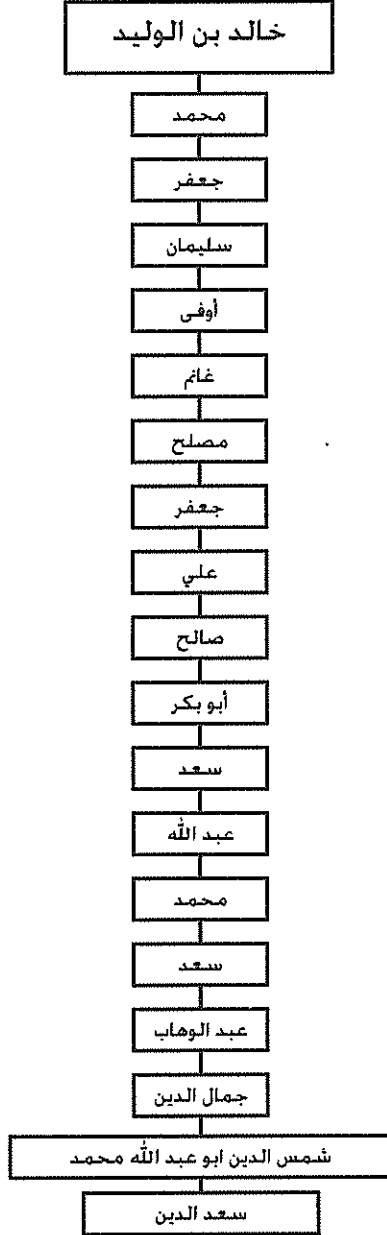 خالد بن الوليد
محمد
جعفر
سليمان
أوفى
غانم
مصلح
جعفر
علي
صالح
أبو بكر
سعد
عبد الله
محمد
سعد
عبد الوهاب
جمال الدين
شمس الدين ابو عبد الله محمد
سعد الدين